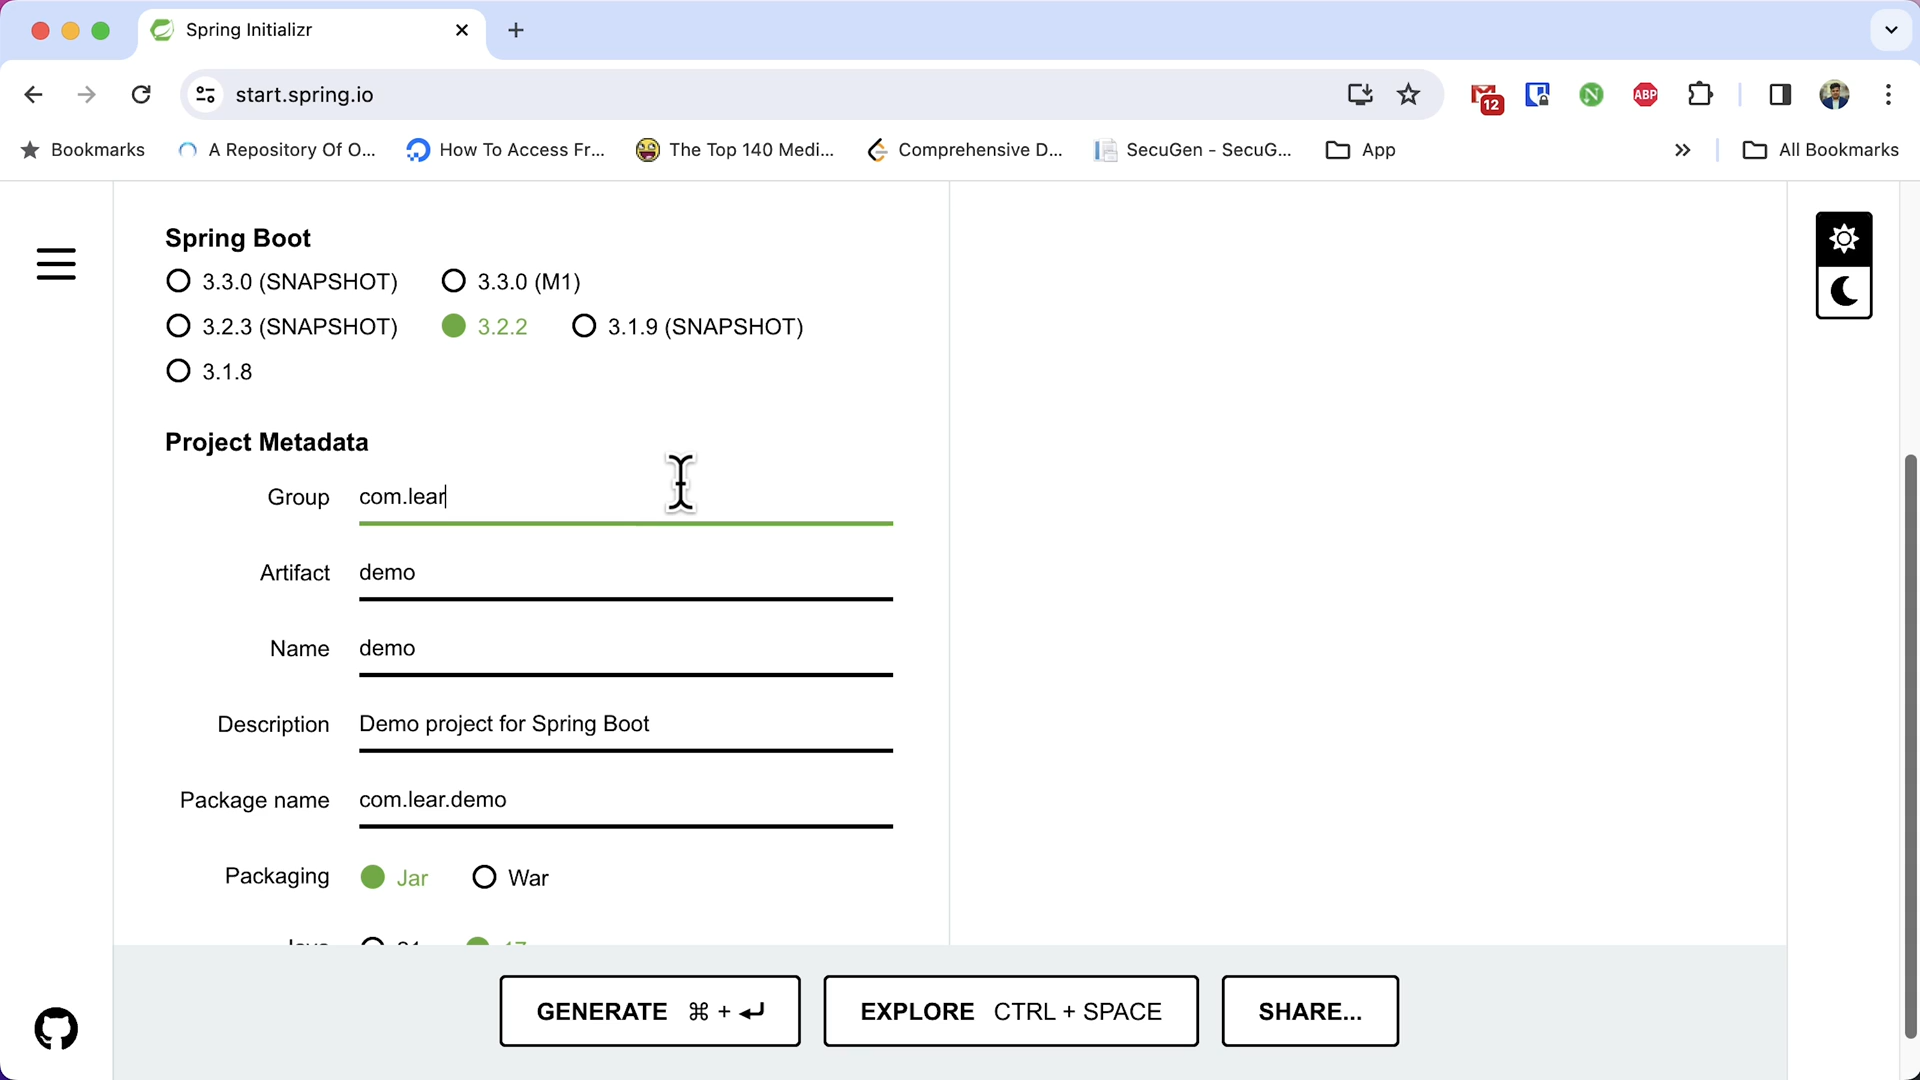 Spring Initializr
start.spring.io
12
ABP
N
Bookmarks
A Repository Of O...
How To Access Fr...
The Top 140 Medi...
Comprehensive D...
SecuGen - SecuG...
App
All Bookmarks
Spring Boot
3.3.0 (SNAPSHOT) 3.3.0 (M1)
3.2.3 (SNAPSHOT) 3.2.2 3.1.9 (SNAPSHOT)
3.1.8
Project Metadata
Group com.lear
Artifact demo
Name demo
Description Demo project for Spring Boot
Package name com.lear.demo
Packaging Jar War
GENERATE ⌘ + ↵
EXPLORE CTRL + SPACE
SHARE...